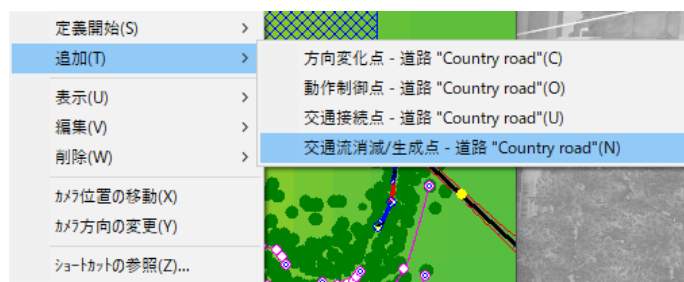 定義開始(S)
追加(T)
表示(U)
編集(V)
削除(W)
ｶﾒﾗ位置の移動(X)
ｶﾒﾗ方向の変更(Y)
ｼｮｰﾄｶｯﾄの参照(Z)...
方向変化点 - 道路 "Country road"(C)
動作制御点 - 道路 "Country road"(O)
交通接続点 - 道路 "Country road"(U)
交通流消滅/生成点 - 道路 "Country road"(N)